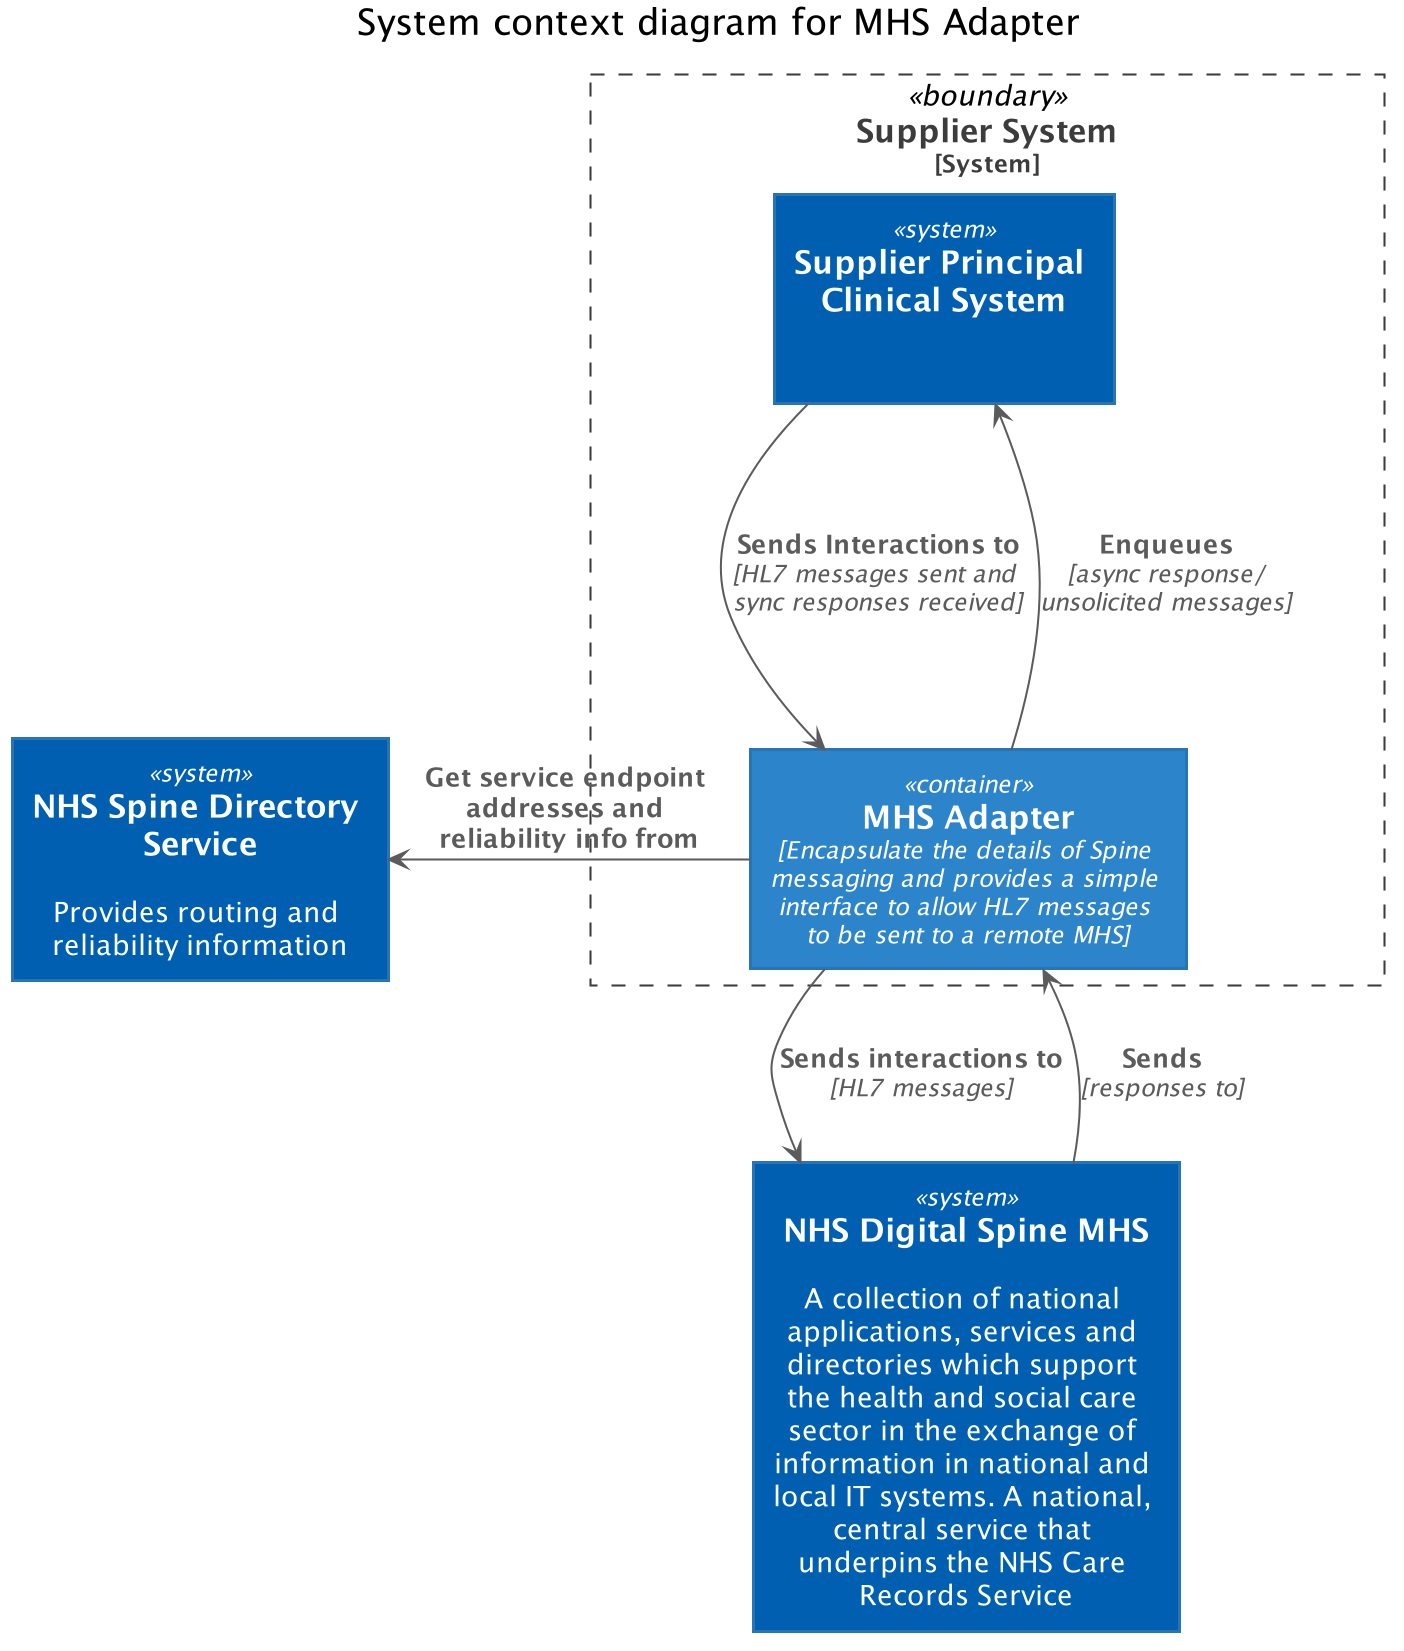 System context diagram for MHS Adapter
«boundary»
Supplier System
[System]
«system»
Supplier Principal
Clinical System
Sends Interactions to
[HL7 messages sent and
sync responses received]
Enqueues
[async response/
unsolicited messages]
«system»
NHS Spine Directory
Service
Provides routing and
reliability information
Get service endpoint
addresses and
reliability info from
«container»
MHS Adapter
[Encapsulate the details of Spine
messaging and provides a simple
interface to allow HL7 messages
to be sent to a remote MHS]
Sends interactions to
[HL7 messages]
Sends
[responses to]
«system»
NHS Digital Spine MHS
A collection of national
applications, services and
directories which support
the health and social care
sector in the exchange of
information in national and
local IT systems. A national,
central service that
underpins the NHS Care
Records Service